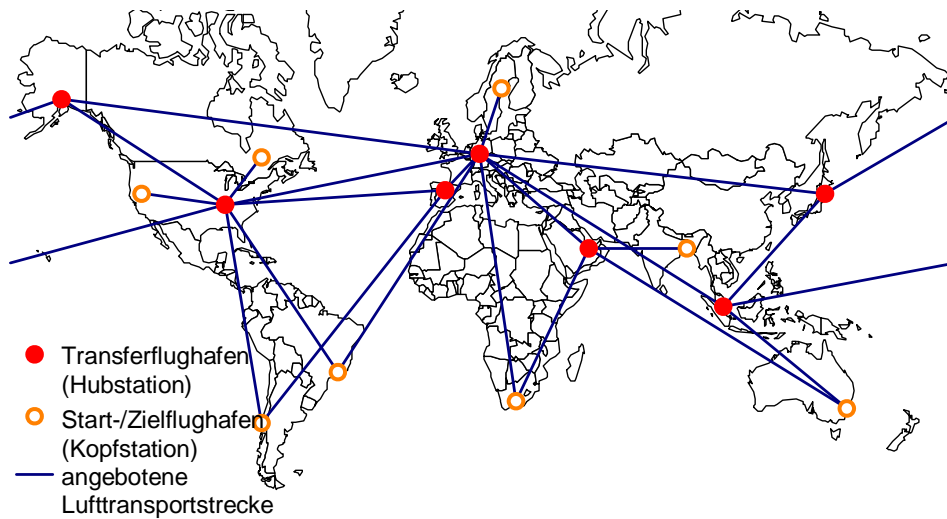 Transferflughafen
(Hubstation)
Start-/Zielflughafen
(Kopfstation)
angebotene
Lufttransportstrecke